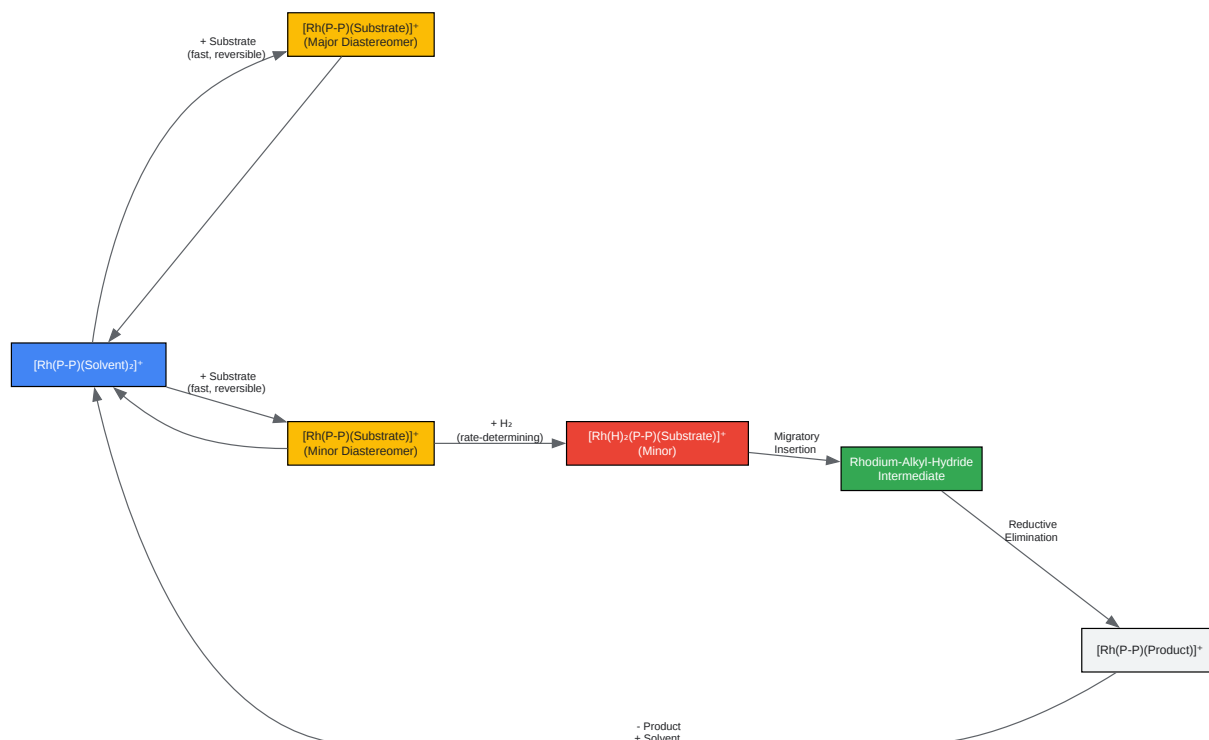 [Rh(P-P)(Substrate)]⁺
(Major Diastereomer)
+ Substrate
(fast, reversible)
[Rh(P-P)(Solvent)₂]⁺
+ Substrate
(fast, reversible)
[Rh(P-P)(Substrate)]⁺
(Minor Diastereomer)
+ H₂
(rate-determining)
[Rh(H)₂(P-P)(Substrate)]⁺
(Minor)
Migratory
Insertion
Rhodium-Alkyl-Hydride
Intermediate
Reductive
Elimination
[Rh(P-P)(Product)]⁺
- Product
+ Solvent